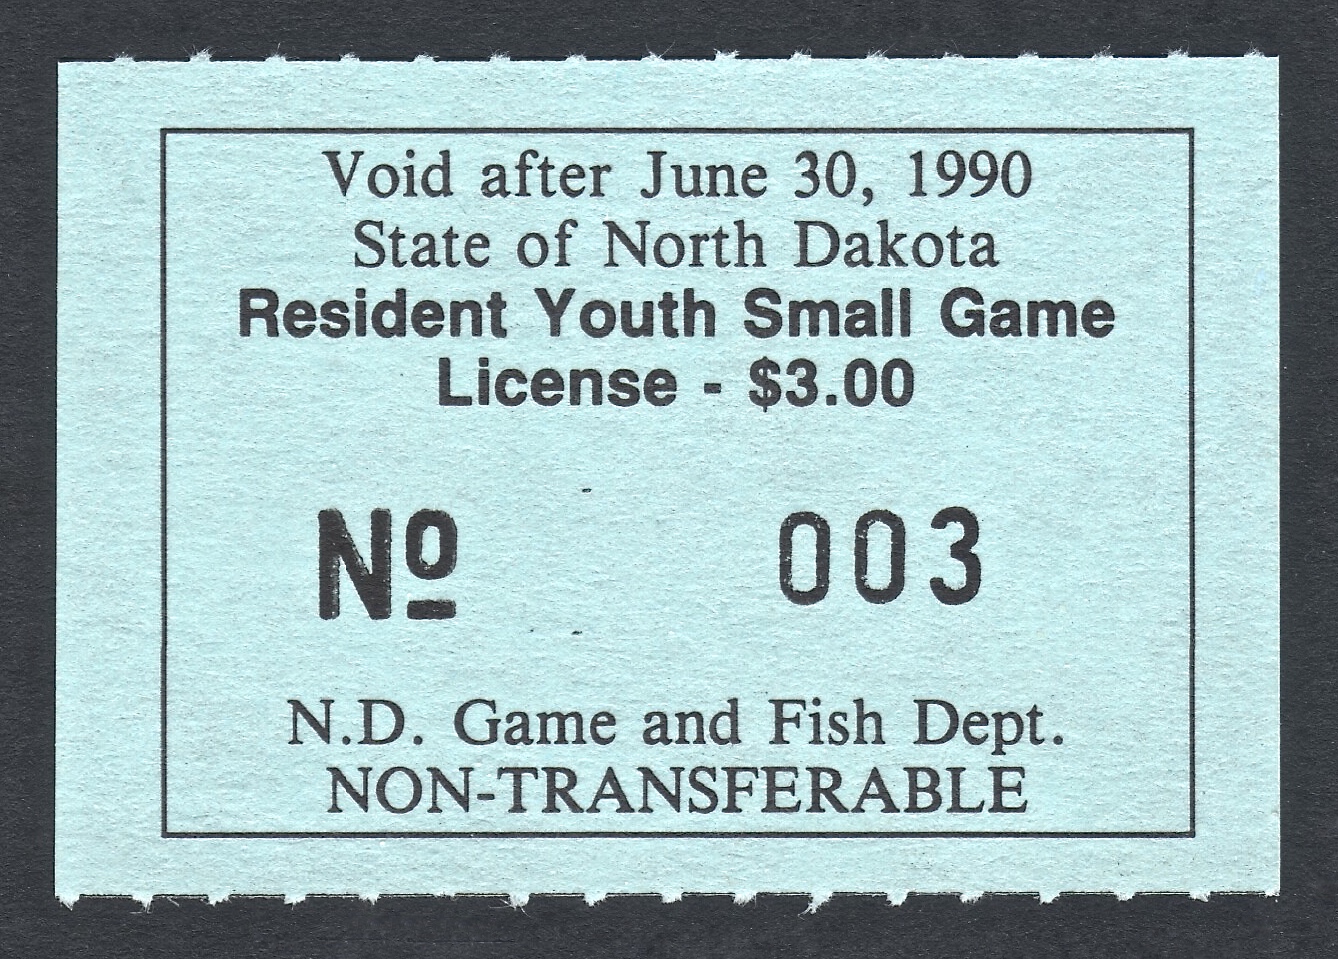 Void after June 30, 1990
State of North Dakota
Resident Youth Small Game
License - $3.00
Nº 003
N.D. Game and Fish Dept.
NON-TRANSFERABLE